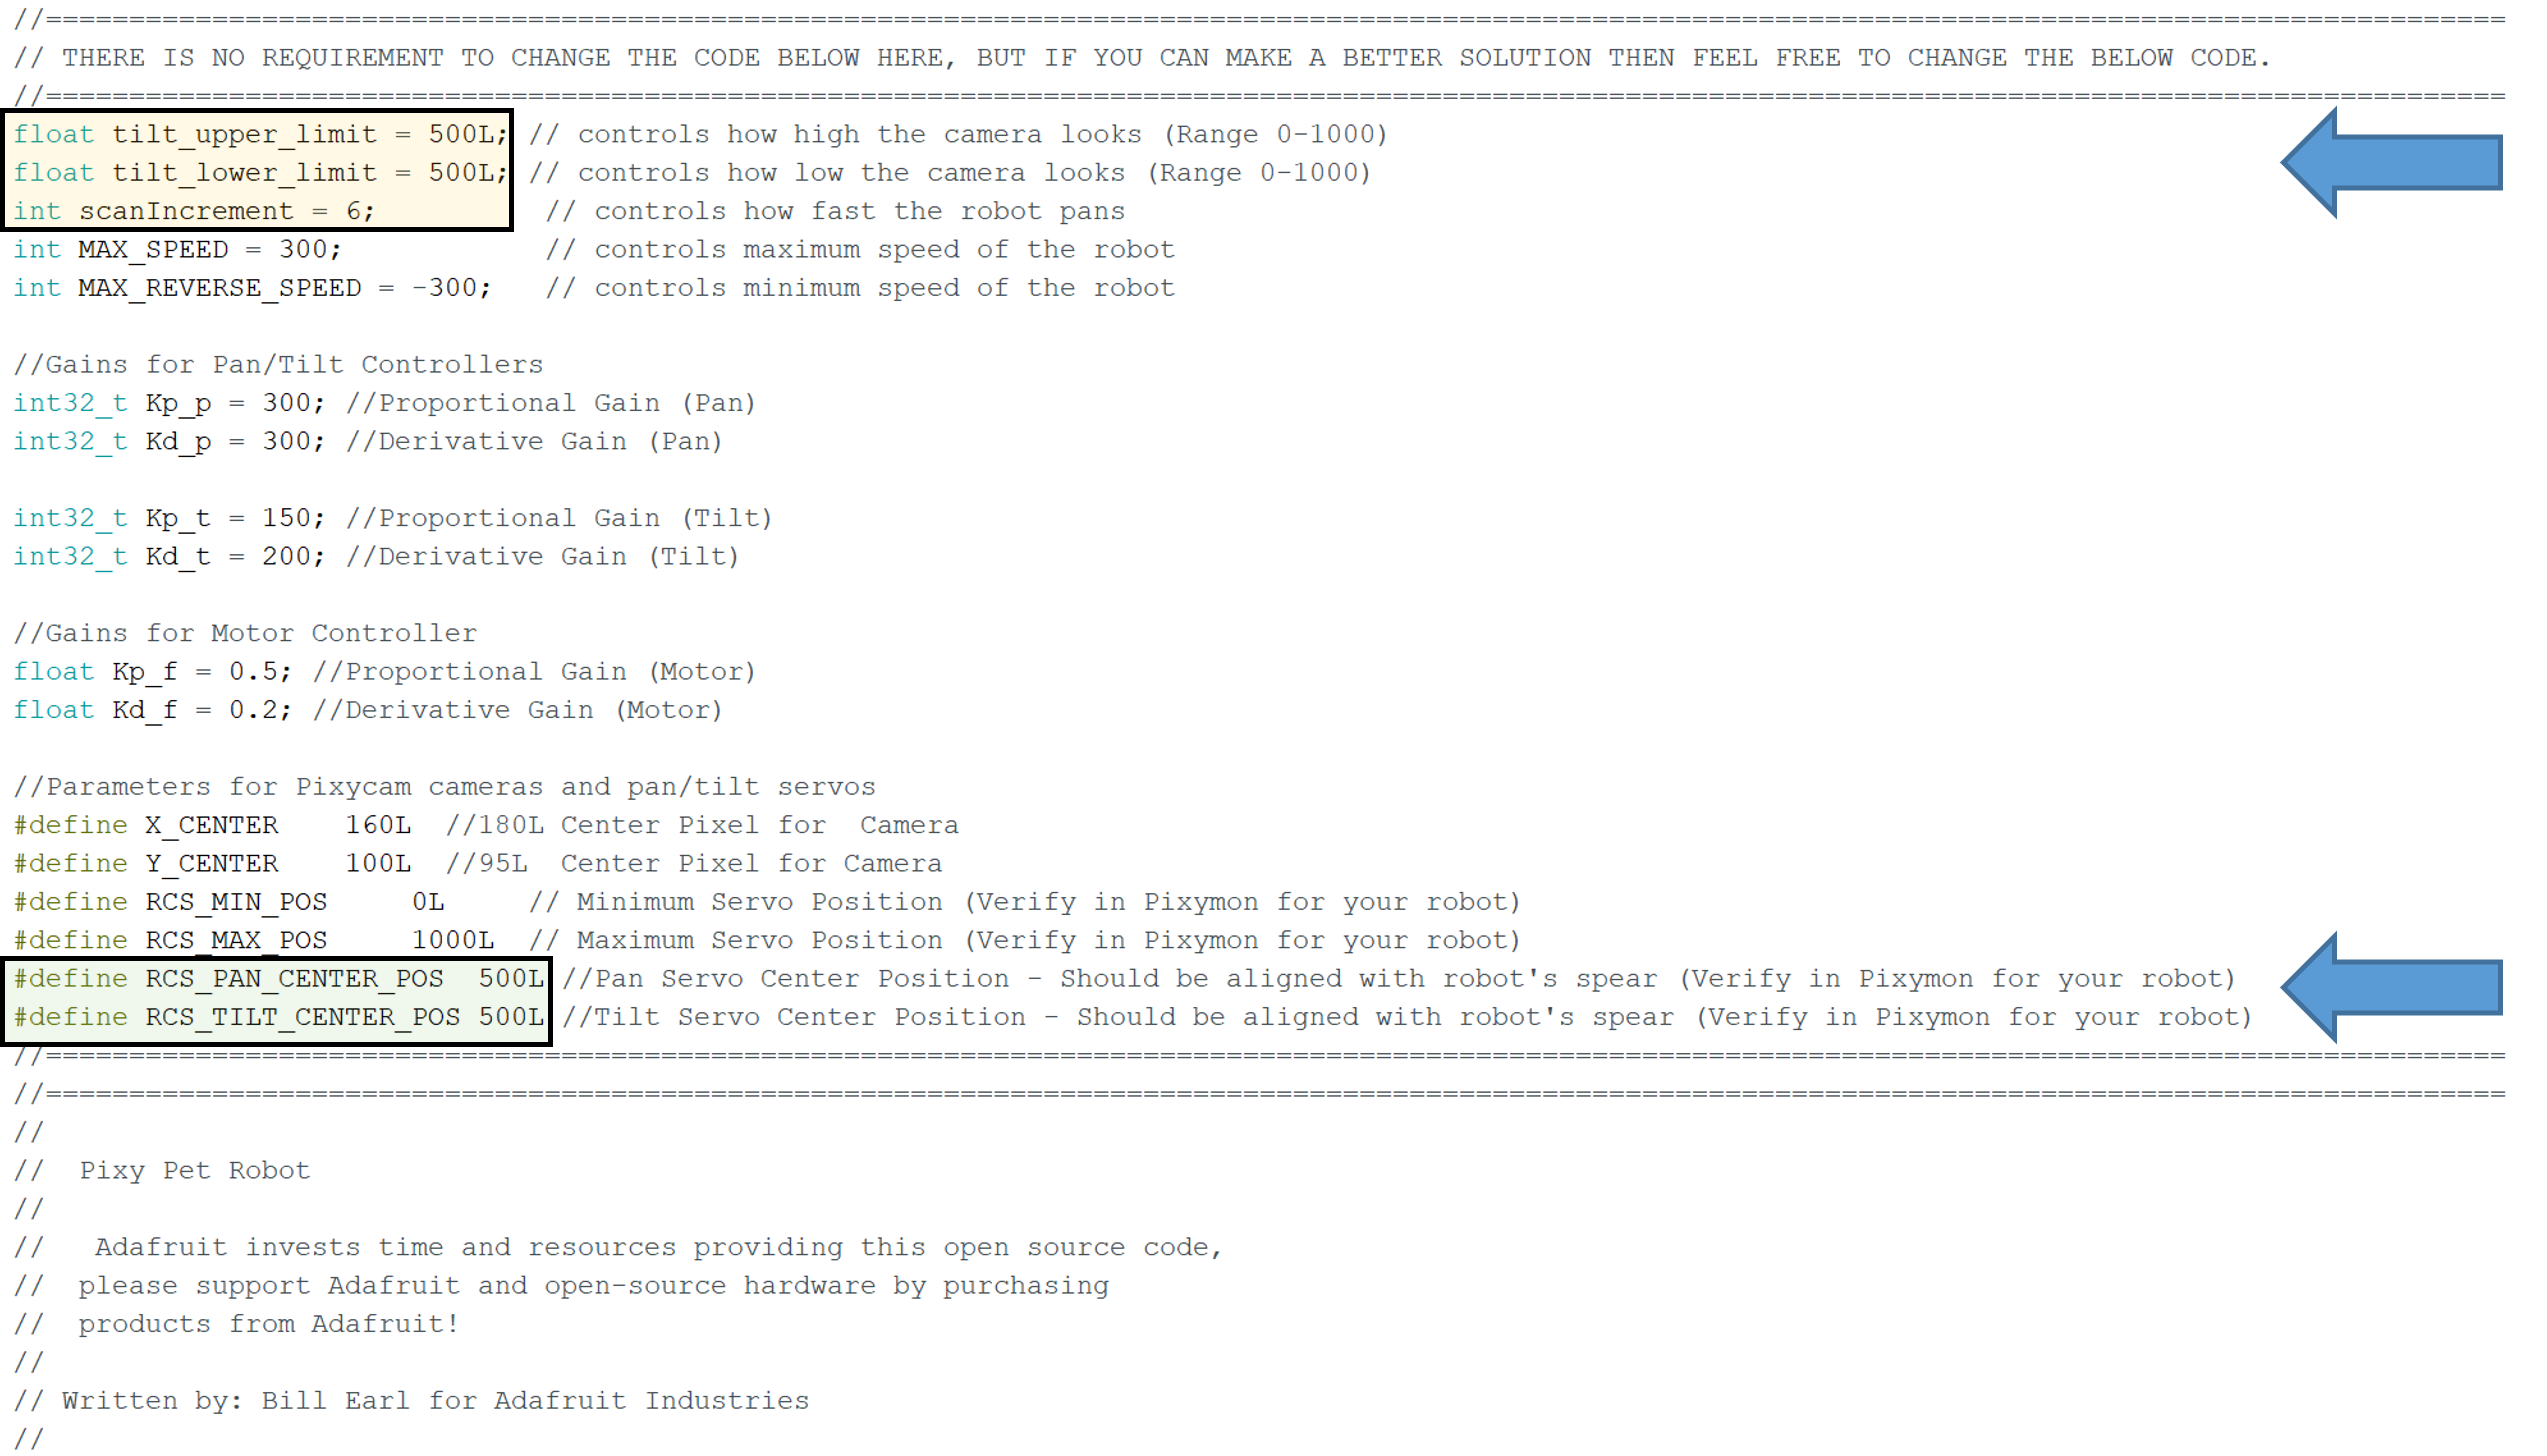 //=====================================================================================================================================================
// THERE IS NO REQUIREMENT TO CHANGE THE CODE BELOW HERE, BUT IF YOU CAN MAKE A BETTER SOLUTION THEN FEEL FREE TO CHANGE THE BELOW CODE.
//=====================================================================================================================================================
float tilt_upper_limit = 500L; // controls how high the camera looks (Range 0-1000)
float tilt_lower_limit = 500L; // controls how low the camera looks (Range 0-1000)
int scanIncrement = 6;          // controls how fast the robot pans
int MAX_SPEED = 300;            // controls maximum speed of the robot
int MAX_REVERSE_SPEED = -300;   // controls minimum speed of the robot
//Gains for Pan/Tilt Controllers
int32_t Kp_p = 300; //Proportional Gain (Pan)
int32_t Kd_p = 300; //Derivative Gain (Pan)
int32_t Kp_t = 150; //Proportional Gain (Tilt)
int32_t Kd_t = 200; //Derivative Gain (Tilt)
//Gains for Motor Controller
float Kp_f = 0.5; //Proportional Gain (Motor)
float Kd_f = 0.2; //Derivative Gain (Motor)
//Parameters for Pixycam cameras and pan/tilt servos
#define X_CENTER    160L  //180L Center Pixel for  Camera
#define Y_CENTER    100L  //95L  Center Pixel for Camera
#define RCS_MIN_POS     0L     // Minimum Servo Position (Verify in Pixymon for your robot)
#define RCS_MAX_POS     1000L  // Maximum Servo Position (Verify in Pixymon for your robot)
#define RCS_PAN_CENTER_POS  500L //Pan Servo Center Position - Should be aligned with robot's spear (Verify in Pixymon for your robot)
#define RCS_TILT_CENTER_POS 500L //Tilt Servo Center Position - Should be aligned with robot's spear (Verify in Pixymon for your robot)
//=====================================================================================================================================================
//=====================================================================================================================================================
//
//  Pixy Pet Robot
//
//   Adafruit invests time and resources providing this open source code,
//  please support Adafruit and open-source hardware by purchasing
//  products from Adafruit!
//
// Written by: Bill Earl for Adafruit Industries
//